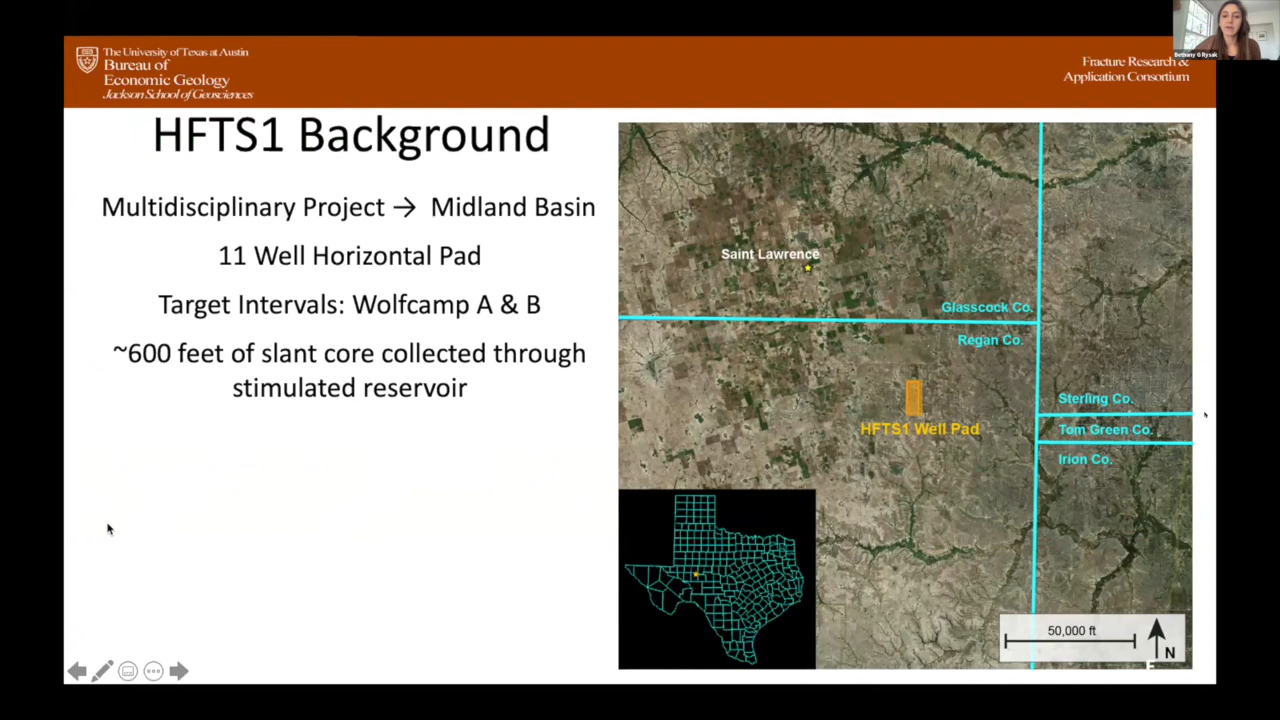 Bethany G Rysak
The University of Texas at Austin
Bureau of
Economic Geology
Jackson School of Geosciences
Fracture Research &
Application Consortium
HFTS1 Background
Multidisciplinary Project → Midland Basin
11 Well Horizontal Pad
Target Intervals: Wolfcamp A & B
~600 feet of slant core collected through
stimulated reservoir
Saint Lawrence
Glasscock Co.
Regan Co.
Sterling Co.
HFTS1 Well Pad
Tom Green Co.
Irion Co.
50,000 ft
N